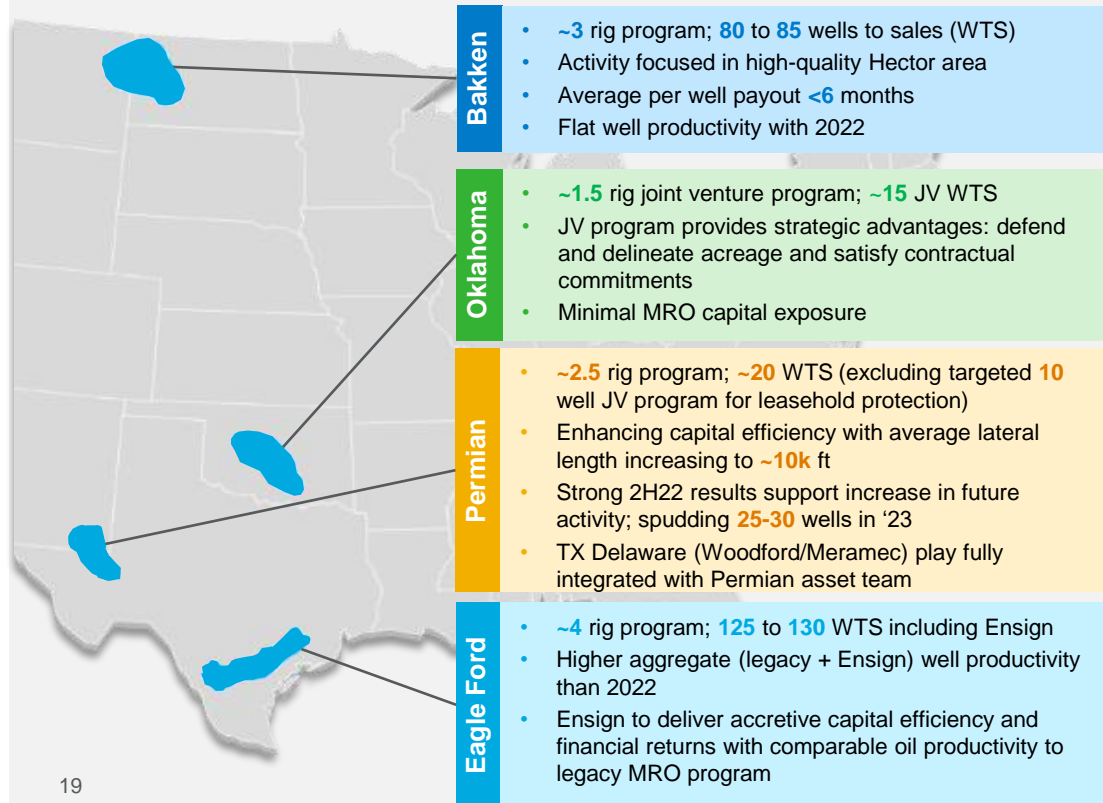 Bakken
• ~3 rig program; 80 to 85 wells to sales (WTS)
• Activity focused in high-quality Hector area
• Average per well payout <6 months
• Flat well productivity with 2022
Oklahoma
• ~1.5 rig joint venture program; ~15 JV WTS
• JV program provides strategic advantages: defend
and delineate acreage and satisfy contractual
commitments
• Minimal MRO capital exposure
Permian
• ~2.5 rig program; ~20 WTS (excluding targeted 10
well JV program for leasehold protection)
• Enhancing capital efficiency with average lateral
length increasing to ~10k ft
• Strong 2H22 results support increase in future
activity; spudding 25-30 wells in ‘23
• TX Delaware (Woodford/Meramec) play fully
integrated with Permian asset team
Eagle Ford
• ~4 rig program; 125 to 130 WTS including Ensign
• Higher aggregate (legacy + Ensign) well productivity
than 2022
• Ensign to deliver accretive capital efficiency and
financial returns with comparable oil productivity to
legacy MRO program
19